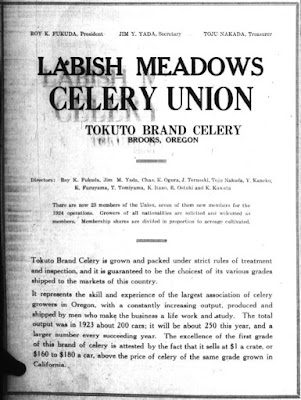 ROY K. FUKUDA, President JIM Y. YADA, Secretary TOJU NAKADA, Treasurer
LABISH MEADOWS
CELERY UNION
TOKUTO BRAND CELERY
BROOKS, OREGON
Directors: Roy K. Fukuda, Jim M. Yada, Chas. K. Ogura, J. Terusaki, Tojo Nakada, Y. Kaneko,
K. Furuyama, T. Tomiyama, K. Itano, R. Ootsbi and K. Kawata
There are now 23 members of the Union, seven of them new members for the
1924 operations. Growers of all nationalities are solicited and welcomed as
members. Membership shares are divided in proportion to acreage cultivated.
Tokuto Brand Celery is grown and packed under strict rules of treatment
and inspection, and it is guaranteed to be the choicest of its various grades
shipped to the markets of this country.
It represents the skill and experience of the largest association of celery
growers in Oregon, with a constantly increasing output, produced and
shipped by men who make the business a life work and study. The total
output was in 1923 about 200 cars; it will be about 250 this year, and a
larger number every succeeding year. The excellence of the first grade
of this brand of celery is attested by the fact that it sells at $1 a crate, or
$160 to $180 a car, above the price of celery of the same grade grown in
California.